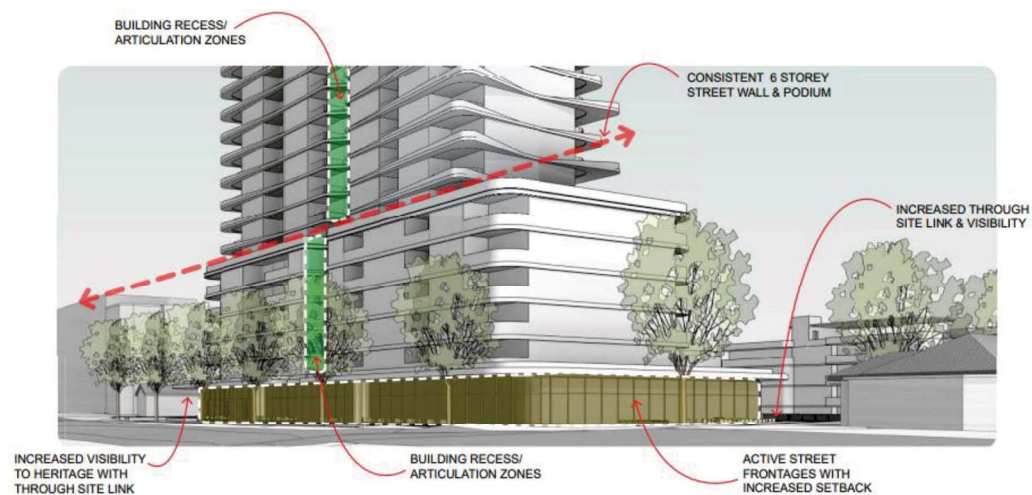 BUILDING RECESS/
ARTICULATION ZONES
CONSISTENT 6 STOREY
STREET WALL & PODIUM
INCREASED THROUGH
SITE LINK & VISIBILITY
INCREASED VISIBILITY
TO HERITAGE WITH
THROUGH SITE LINK
BUILDING RECESS/
ARTICULATION ZONES
ACTIVE STREET
FRONTAGES WITH
INCREASED SETBACK